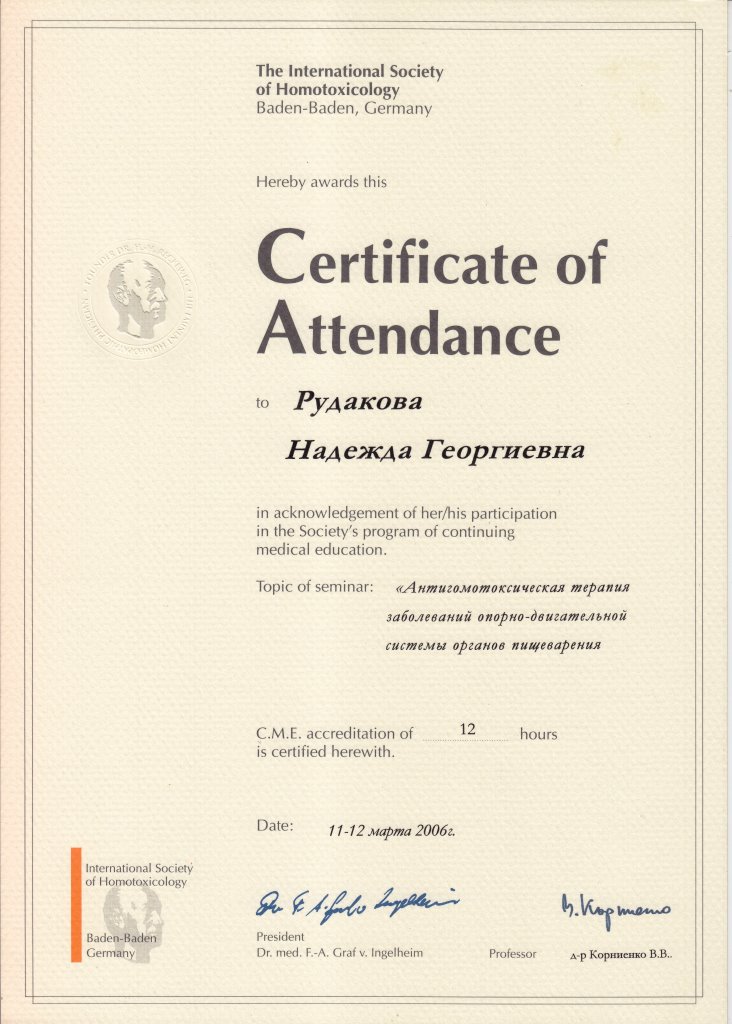 The International Society
of Homotoxicology
Baden-Baden, Germany
Hereby awards this
Certificate of
Attendance
to Рудакова
Надежда Георгиевна
in acknowledgement of her/his participation
in the Society's program of continuing
medical education.
Topic of seminar: «Антигомотоксическая терапия
заболеваний опорно-двигательной
системы органов пищеварения
C.M.E. accreditation of 12 hours
is certified herewith.
Date: 11-12 марта 2006г.
International Society
of Homotoxicology
Baden-Baden
Germany
President
Dr. med. F.-A. Graf v. Ingelheim
Professor д-р Корниенко В.В..